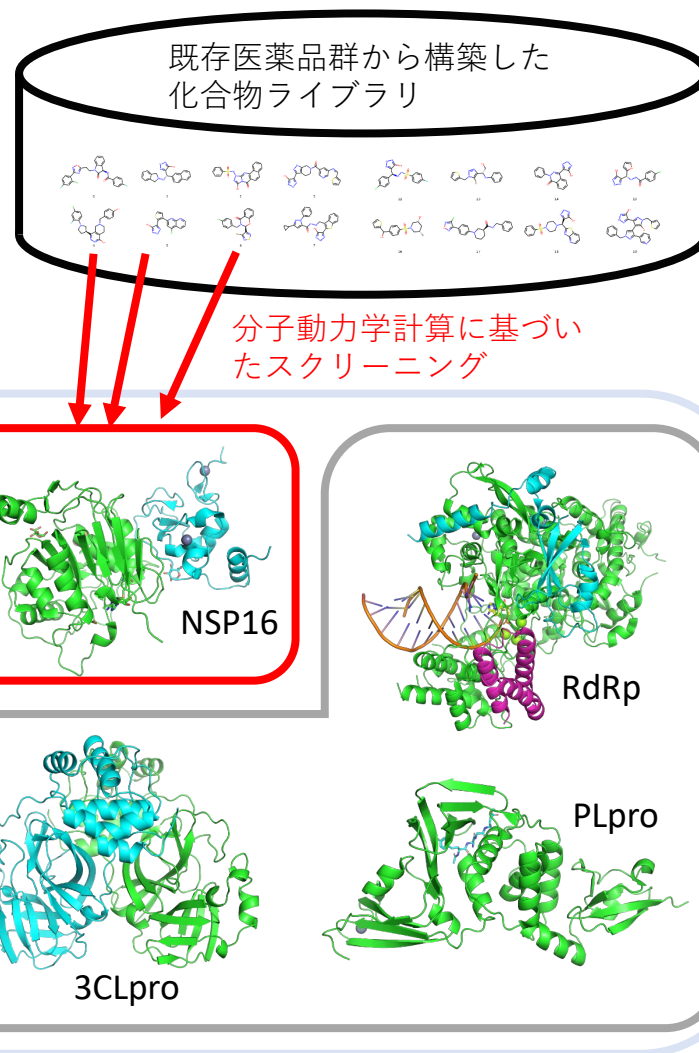 既存医薬品群から構築した
化合物ライブラリ
分子動力学計算に基づい
たスクリーニング
NSP16
RdRp
PLpro
3CLpro